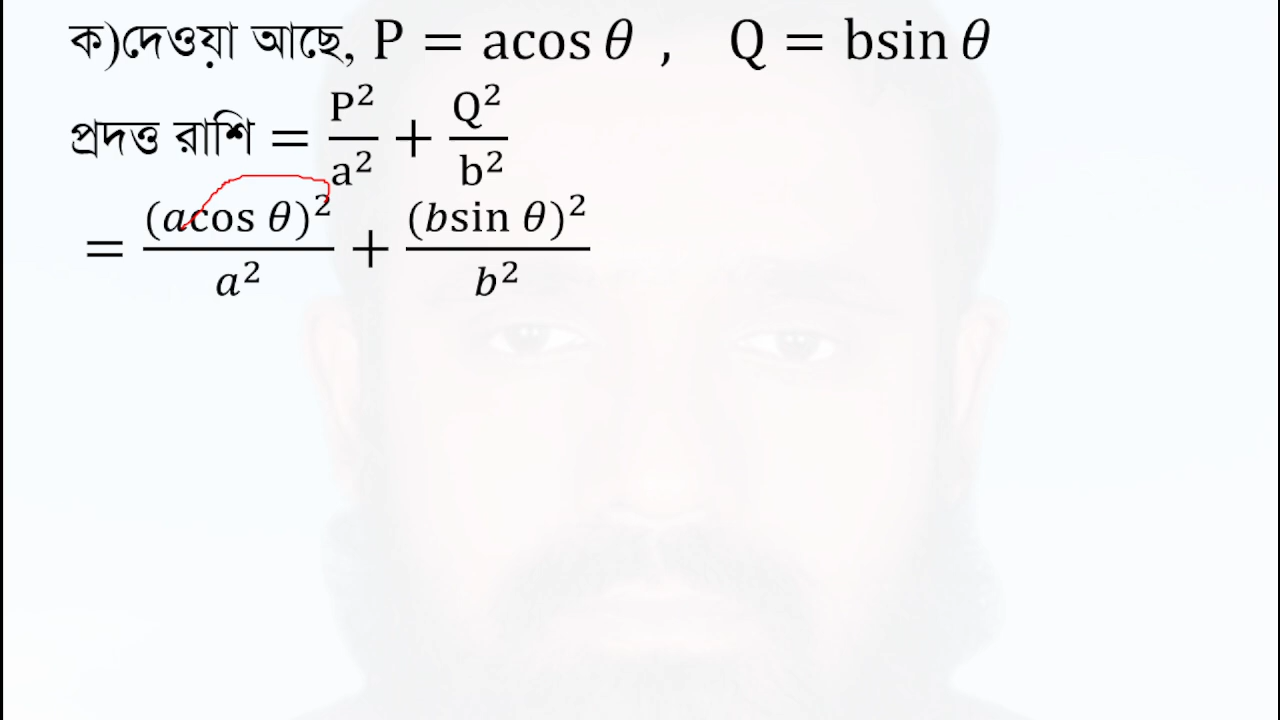 ক)দেওয়া আছে, P = acos θ , Q = bsin θ
প্রদত্ত রাশি = P²/a² + Q²/b²
= (acos θ)²/a² + (bsin θ)²/b²